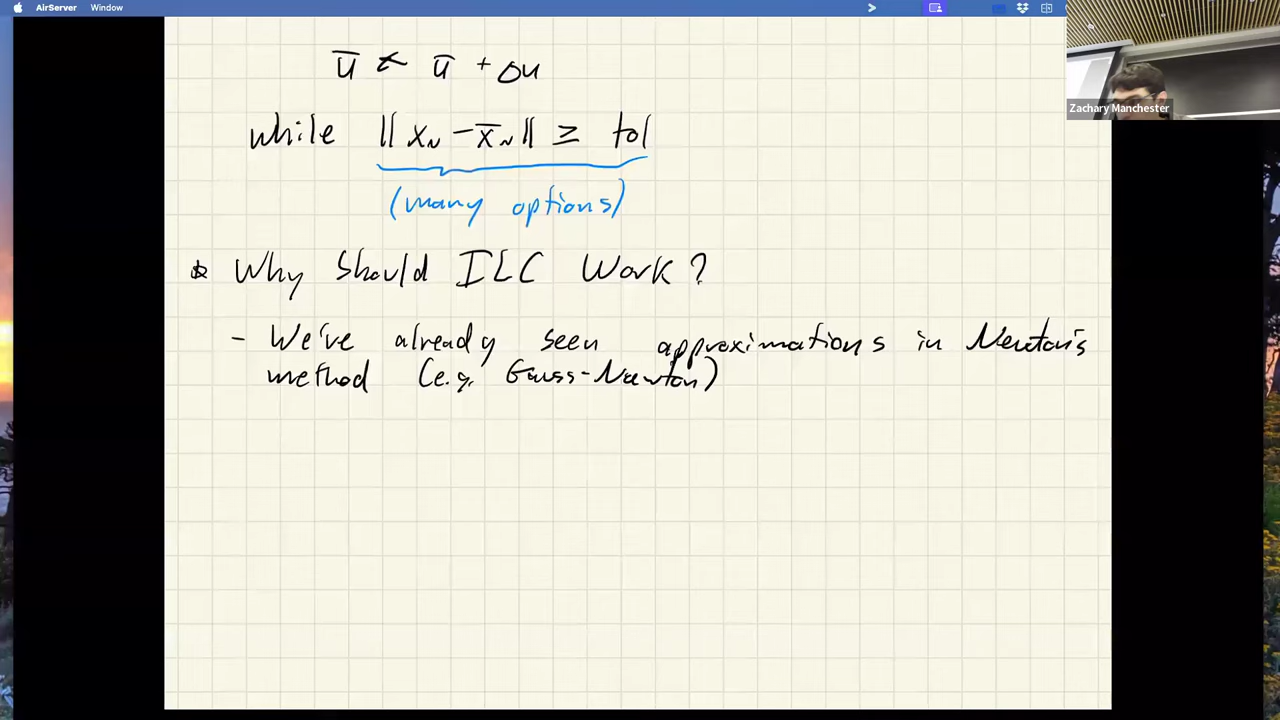 AirServer Window
Zachary Manchester
ū ← ū + Δu
while ‖ x_N - x̄_N ‖ ≥ tol
(many options)
* Why Should ILC Work?
- We've already seen approximations in Newton's
method (e.g. Gauss-Newton)